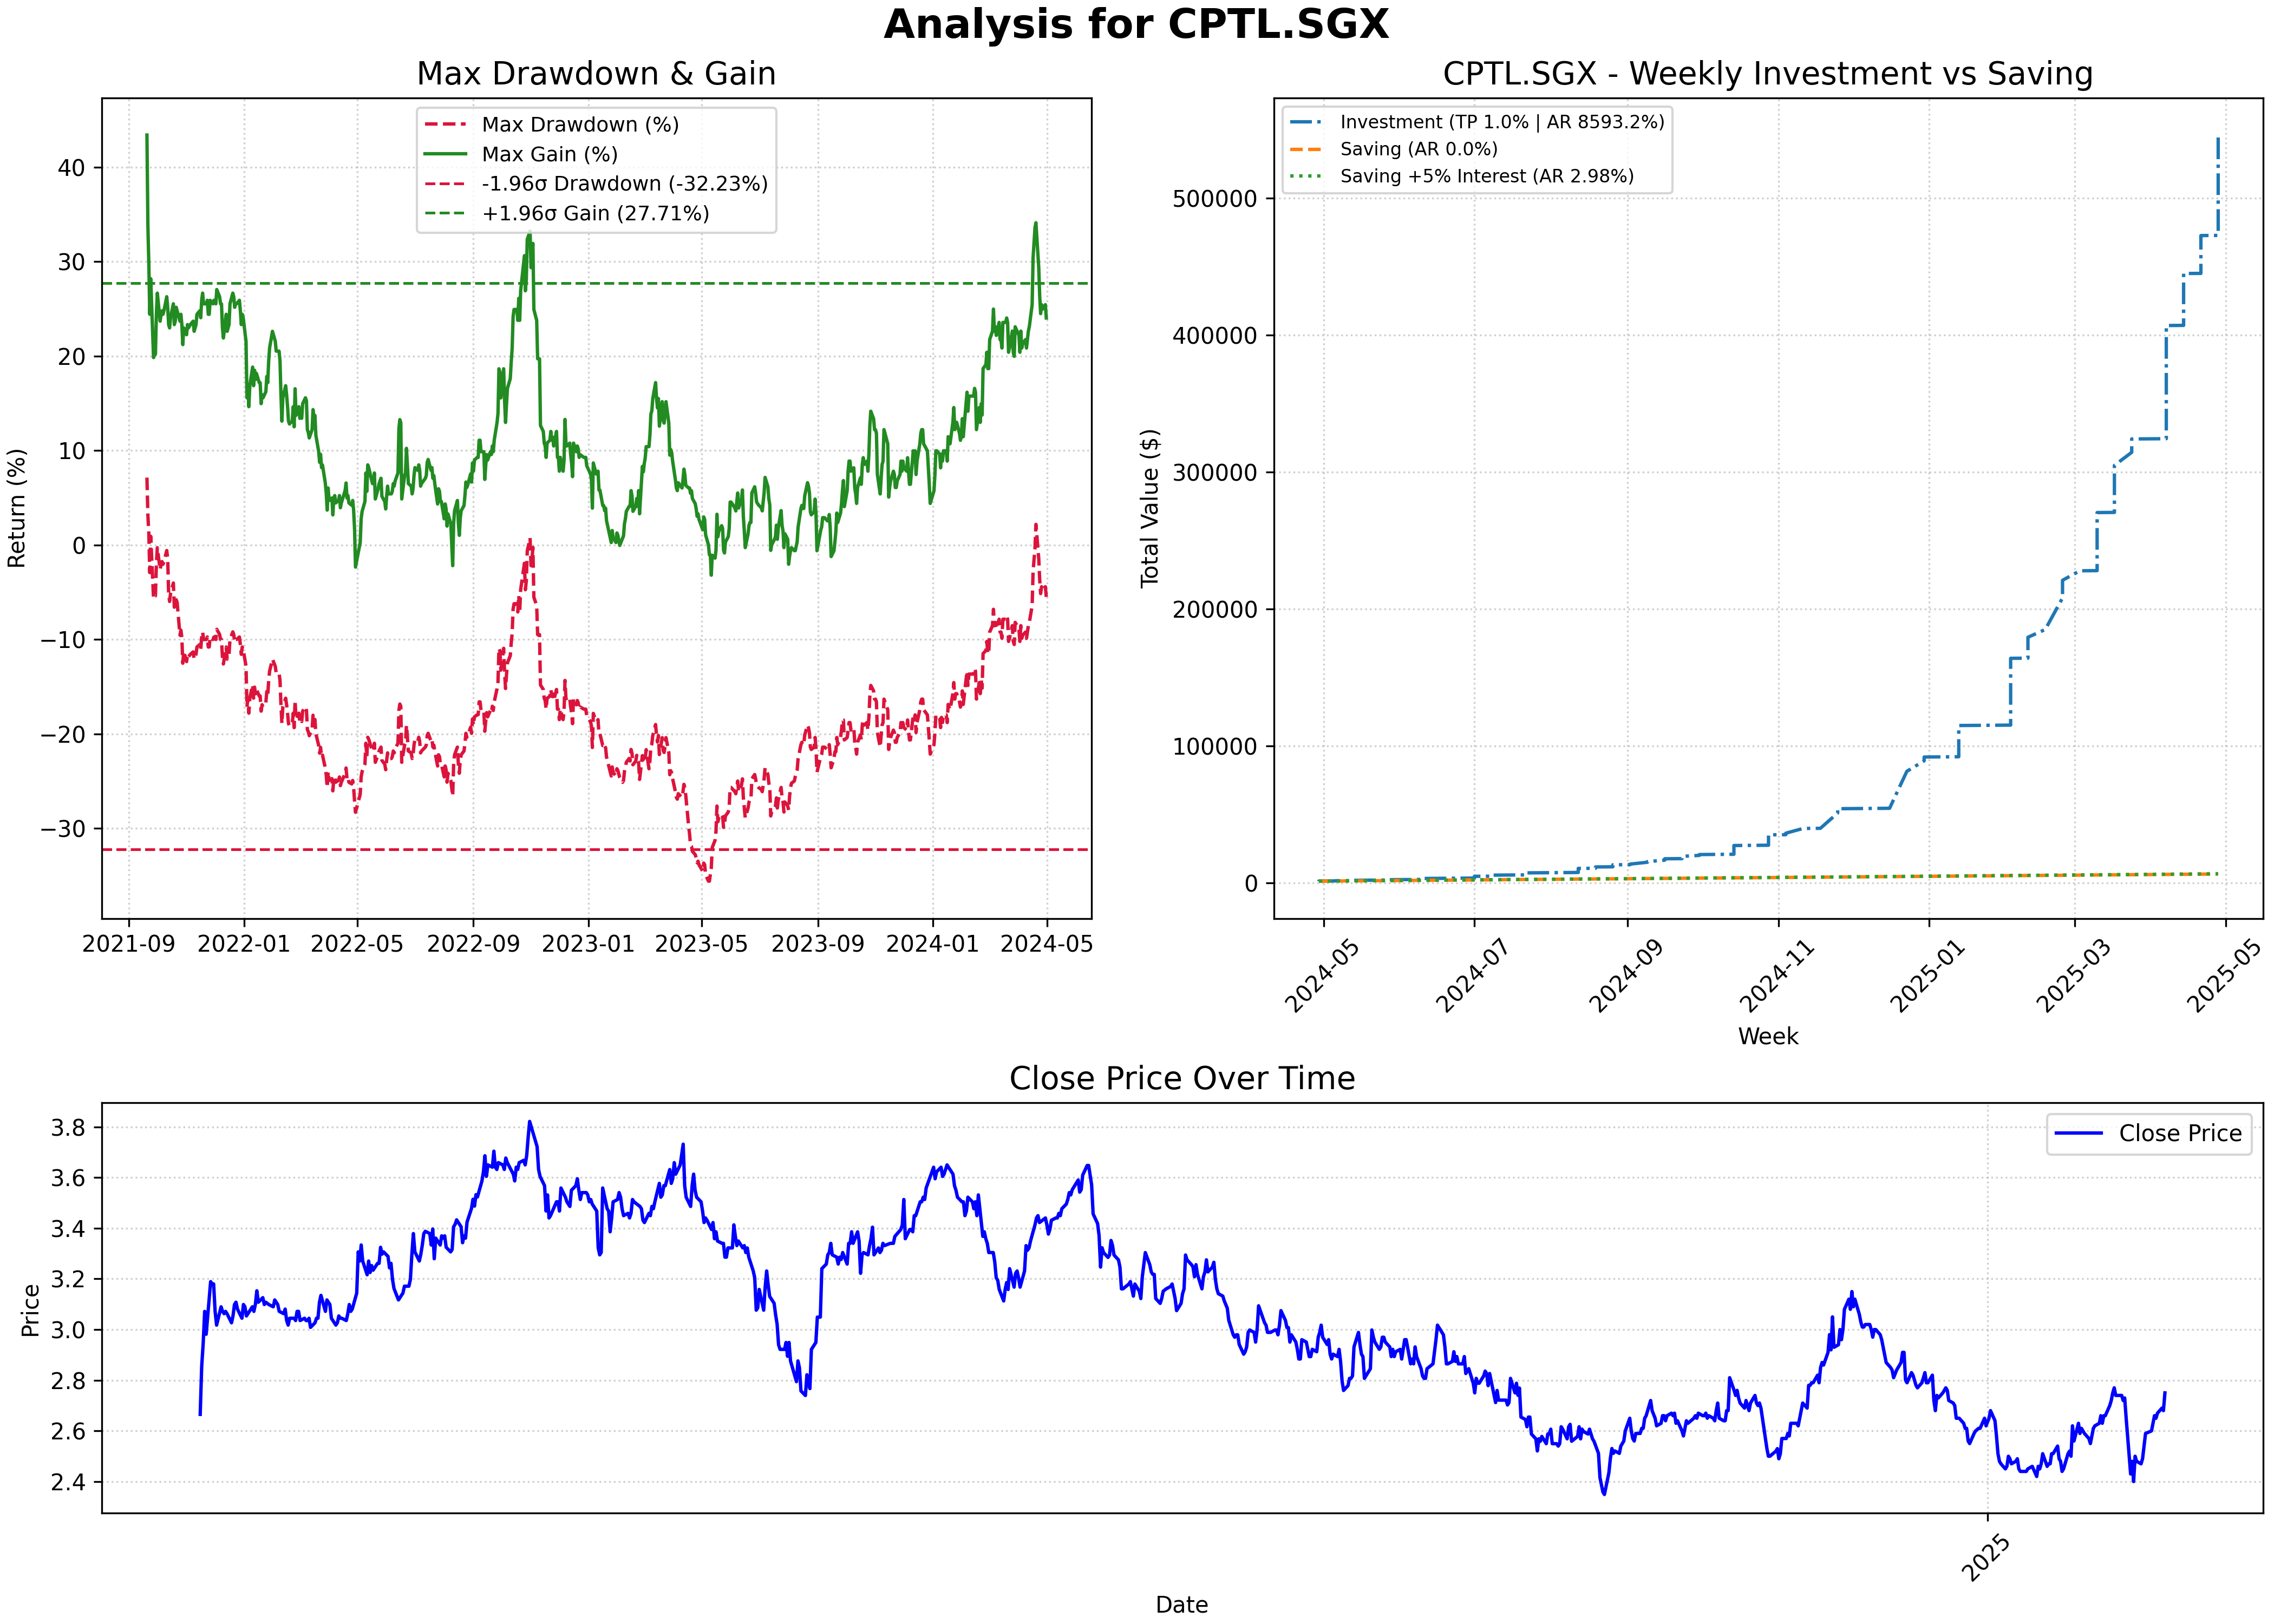 Analysis for CPTL.SGX
Max Drawdown & Gain
Max Drawdown (%)
Max Gain (%)
-1.96σ Drawdown (-32.23%)
+1.96σ Gain (27.71%)
Return (%)
40
30
20
10
0
−10
−20
−30
2021-09
2022-01
2022-05
2022-09
2023-01
2023-05
2023-09
2024-01
2024-05
CPTL.SGX - Weekly Investment vs Saving
Investment (TP 1.0% | AR 8593.2%)
Saving (AR 0.0%)
Saving +5% Interest (AR 2.98%)
Total Value ($)
500000
400000
300000
200000
100000
0
2024-05
2024-07
2024-09
2024-11
2025-01
2025-03
2025-05
Week
Close Price Over Time
Close Price
Price
3.8
3.6
3.4
3.2
3.0
2.8
2.6
2.4
2025
Date